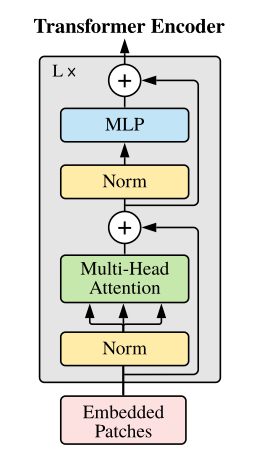 Transformer Encoder
L x
+
MLP
Norm
+
Multi-Head
Attention
Norm
Embedded
Patches